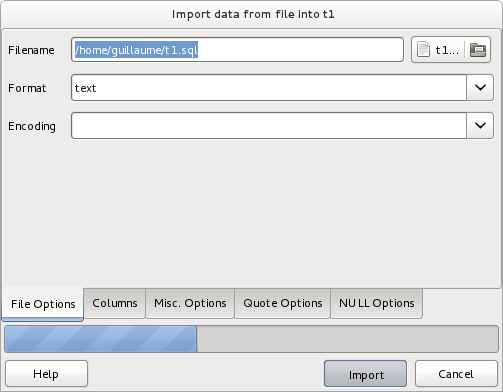 Import data from file into t1
Filename /home/guillaume/t1.sql t1...
Format text
Encoding
File Options Columns Misc. Options Quote Options NULL Options
Help Import Cancel